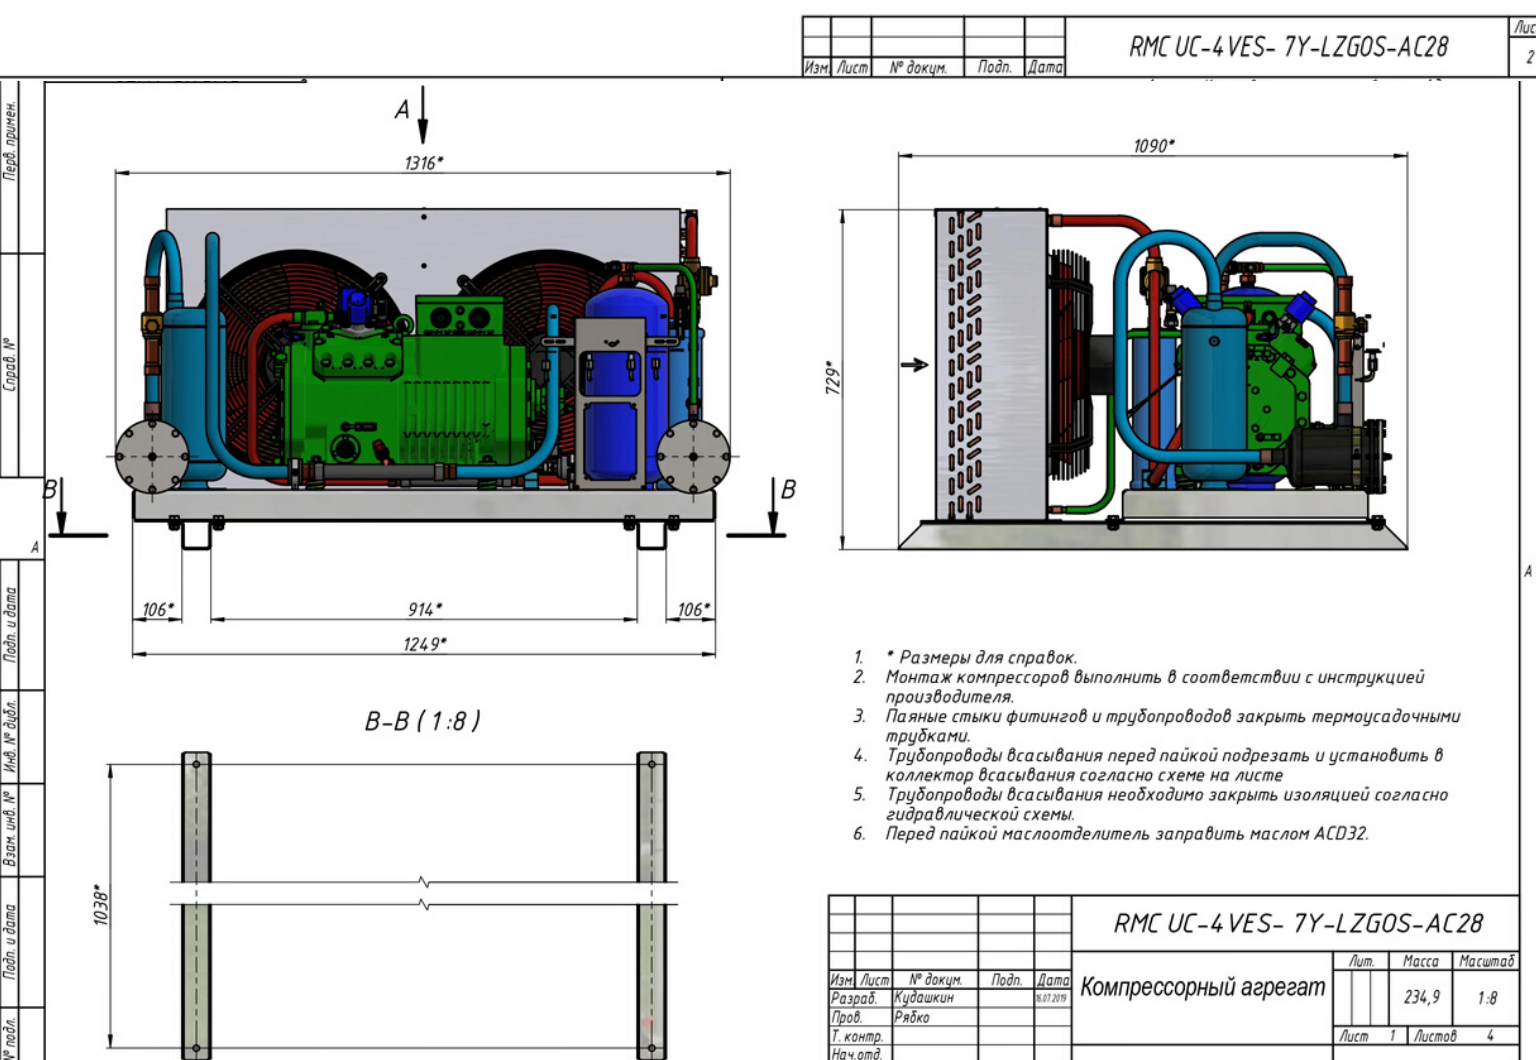 RMC UC-4VES- 7Y-LZGOS-AC28
Лис
2
Изм. Лист № докум. Подп. Дата
Перв. примен.
Справ. №
Подп. и дата
Инв. № дубл.
Взам. инв. №
Подп. и дата
№ подл.
A
1316*
1090*
729*
B
B
A
A
106*
914*
106*
1249*
B-B (1:8)
1038*
1. * Размеры для справок.
2. Монтаж компрессоров выполнить в соответствии с инструкцией
производителя.
3. Паяные стыки фитингов и трубопроводов закрыть термоусадочными
трубками.
4. Трубопроводы всасывания перед пайкой подрезать и установить в
коллектор всасывания согласно схеме на листе
5. Трубопроводы всасывания необходимо закрыть изоляцией согласно
гидравлической схемы.
6. Перед пайкой маслоотделитель заправить маслом ACD32.
RMC UC-4VES- 7Y-LZGOS-AC28
Изм. Лист № докум. Подп. Дата
Разраб. Кудашкин 16.07.2019
Пров. Рябко
Т. контр.
Нач.отд.
Компрессорный агрегат
Лит. Масса Масштаб
234,9 1:8
Лист 1 Листов 4